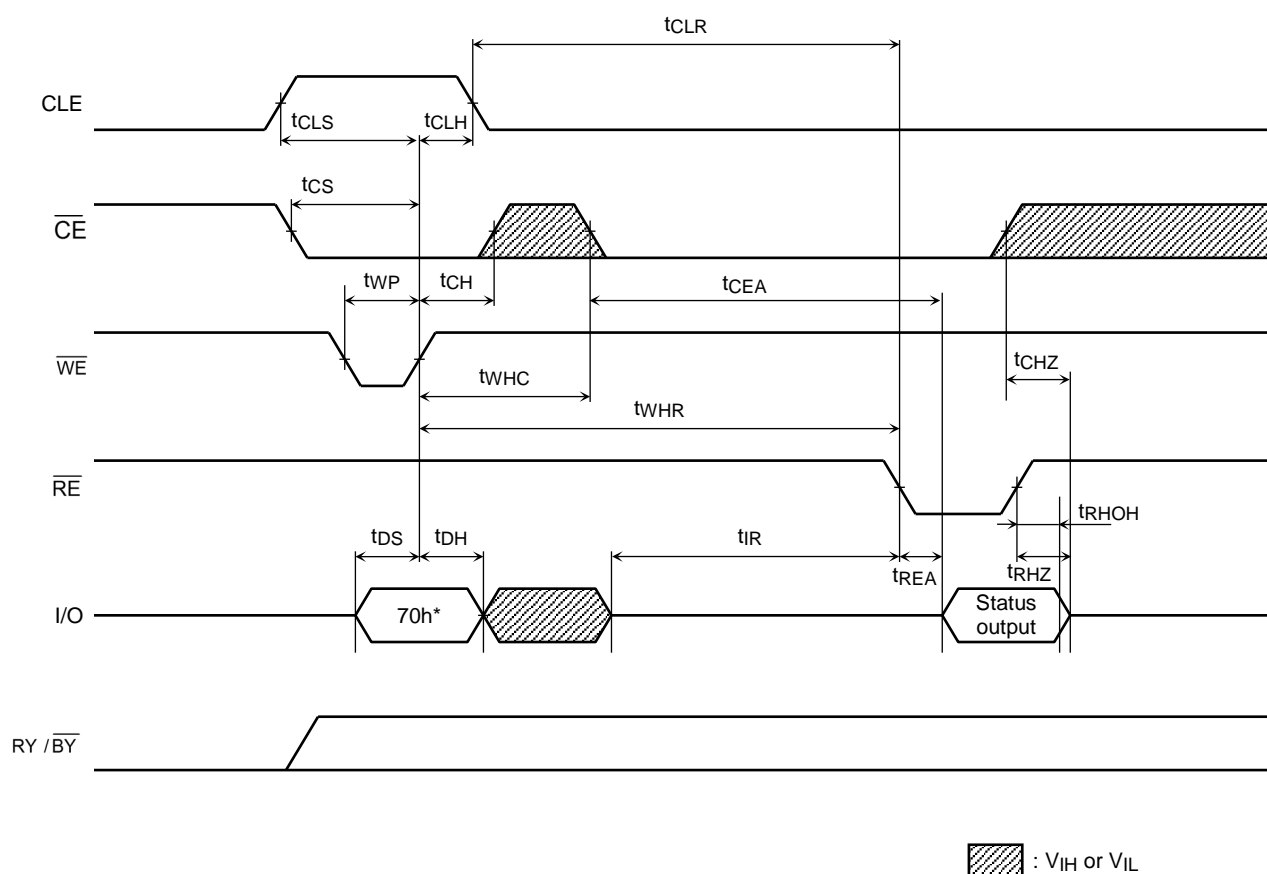 tCLR
CLE
tCLS
tCLH
tCS
CE
tWP
tCH
tCEA
WE
tCHZ
tWHC
tWHR
RE
tRHOH
tDS
tDH
tIR
tREA
tRHZ
I/O
70h*
Status
output
RY /BY
: VIH or VIL